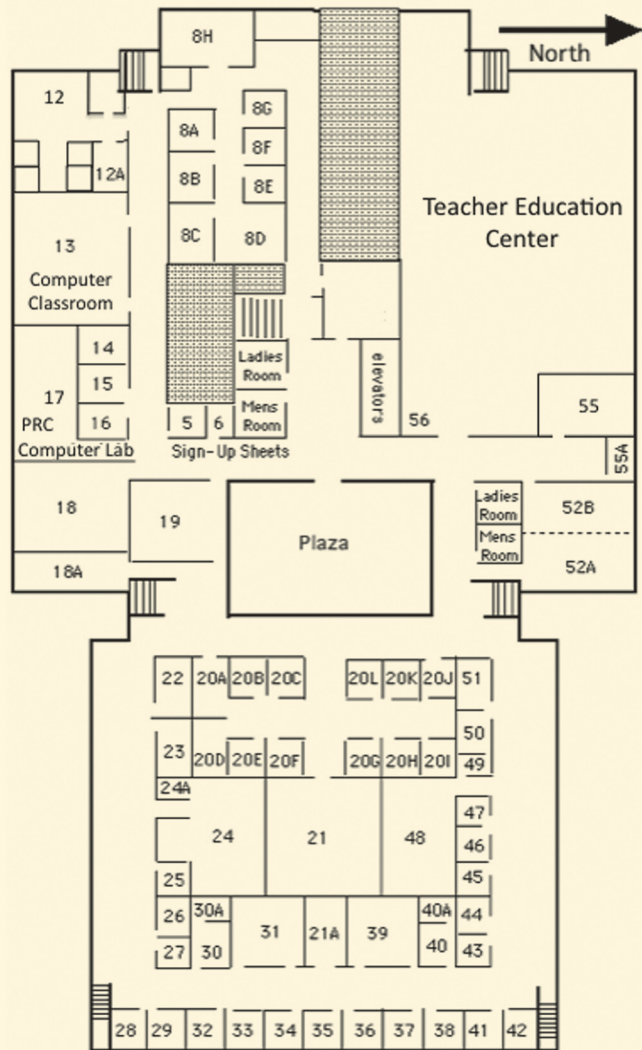 8H
North
12
8G
8A
8F
12A
8B
8E
Teacher Education
Center
8C
8D
13
Computer
Classroom
14
Ladies
Room
elevators
15
55
17
Mens
Room
16
5
6
56
PRC
Computer Lab
Sign-Up Sheets
55A
18
19
Plaza
Ladies
Room
52B
Mens
Room
18A
52A
22
20A
20B
20C
20L
20K
20J
51
50
23
20D
20E
20F
20G
20H
20I
49
24A
47
24
21
48
46
25
45
26
30A
40A
44
31
21A
39
27
30
40
43
28
29
32
33
34
35
36
37
38
41
42